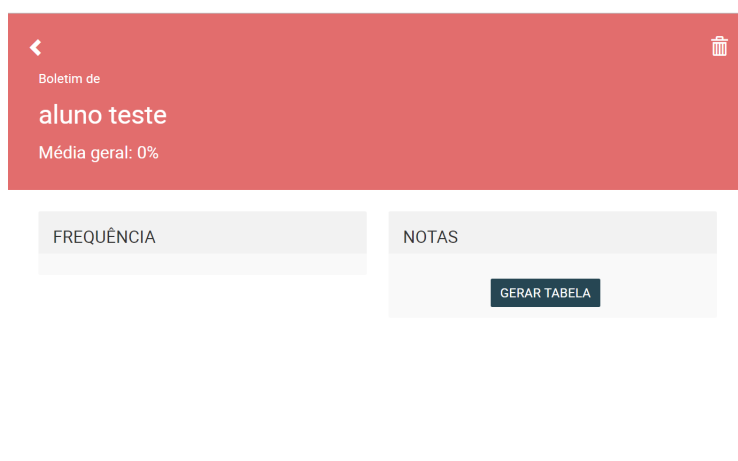 Boletim de
aluno teste
Média geral: 0%
FREQUÊNCIA
NOTAS
GERAR TABELA